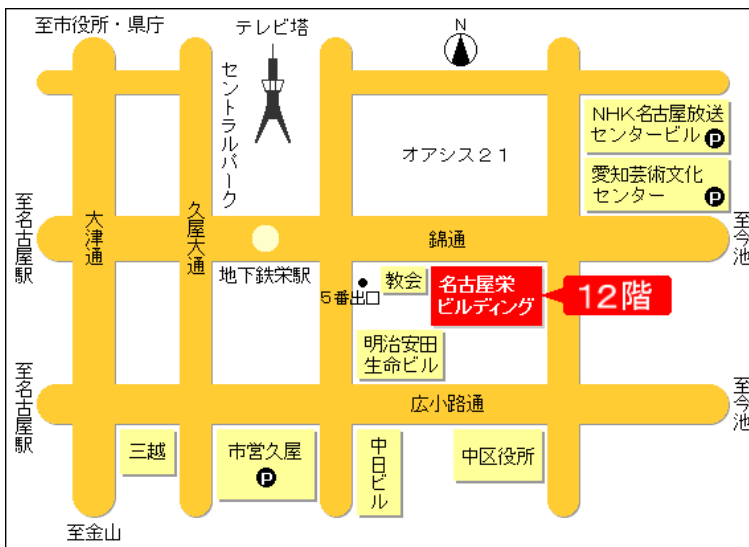 至市役所・県庁
テレビ塔
N
セントラルパーク
NHK名古屋放送
センタービル P
オアシス21
愛知芸術文化
センター P
至名古屋駅
大津通
久屋大通
錦通
至今池
地下鉄栄駅
5番出口
教会
名古屋栄
ビルディング
12階
明治安田
生命ビル
至名古屋駅
広小路通
至今池
三越
市営久屋
P
中日ビル
中区役所
至金山